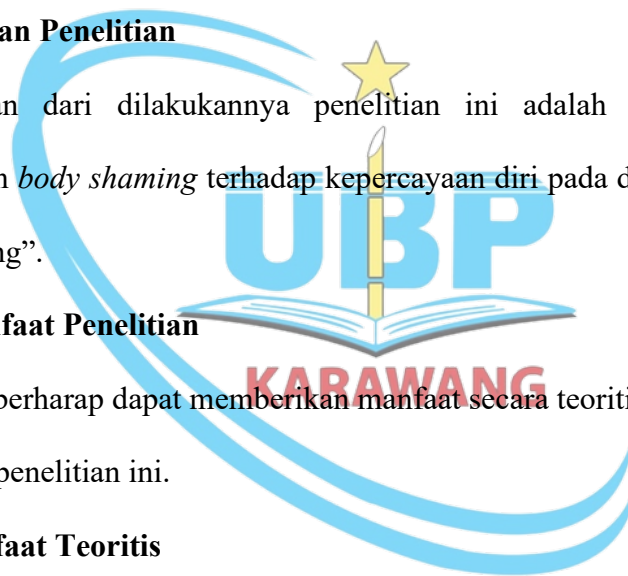 an Penelitian
an dari dilakukannya penelitian ini adalah
n body shaming terhadap kepercayaan diri pada d
ng”.
UBP
faat Penelitian
KARAWANG
berharap dapat memberikan manfaat secara teoriti
penelitian ini.
faat Teoritis